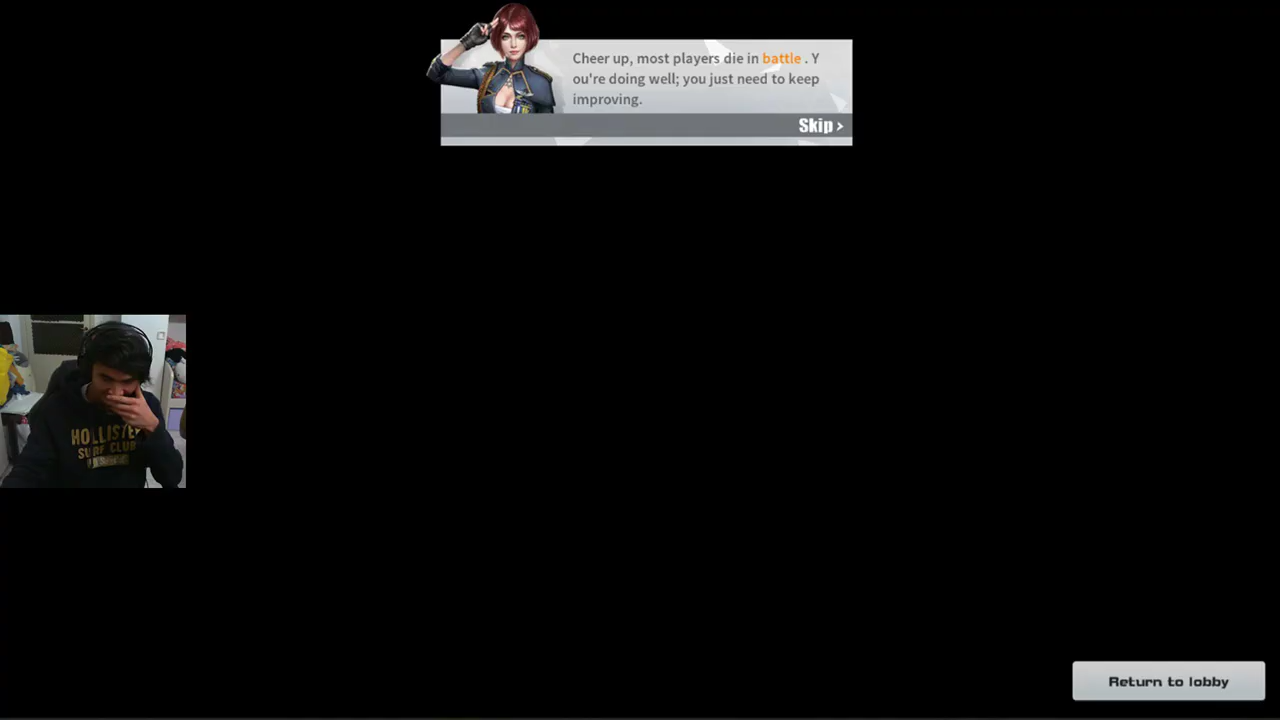 Cheer up, most players die in battle . Y
ou're doing well; you just need to keep
improving.
Skip >
HOLLISTE
SURF CLUB
Return to lobby